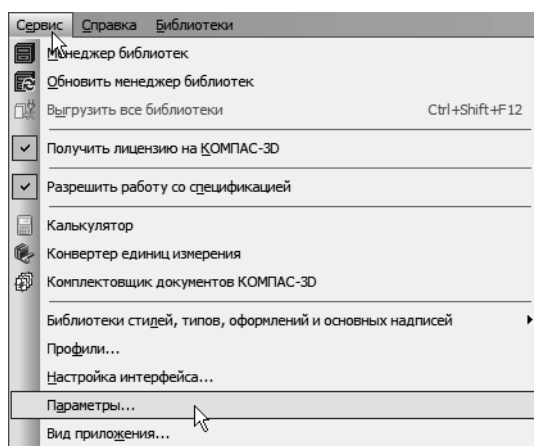 Сервис Справка Библиотеки
Менеджер библиотек
Обновить менеджер библиотек
Выгрузить все библиотеки Ctrl+Shift+F12
Получить лицензию на КОМПАС-3D
Разрешить работу со спецификацией
Калькулятор
Конвертер единиц измерения
Комплектовщик документов КОМПАС-3D
Библиотеки стилей, типов, оформлений и основных надписей
Профили...
Настройка интерфейса...
Параметры...
Вид приложения...